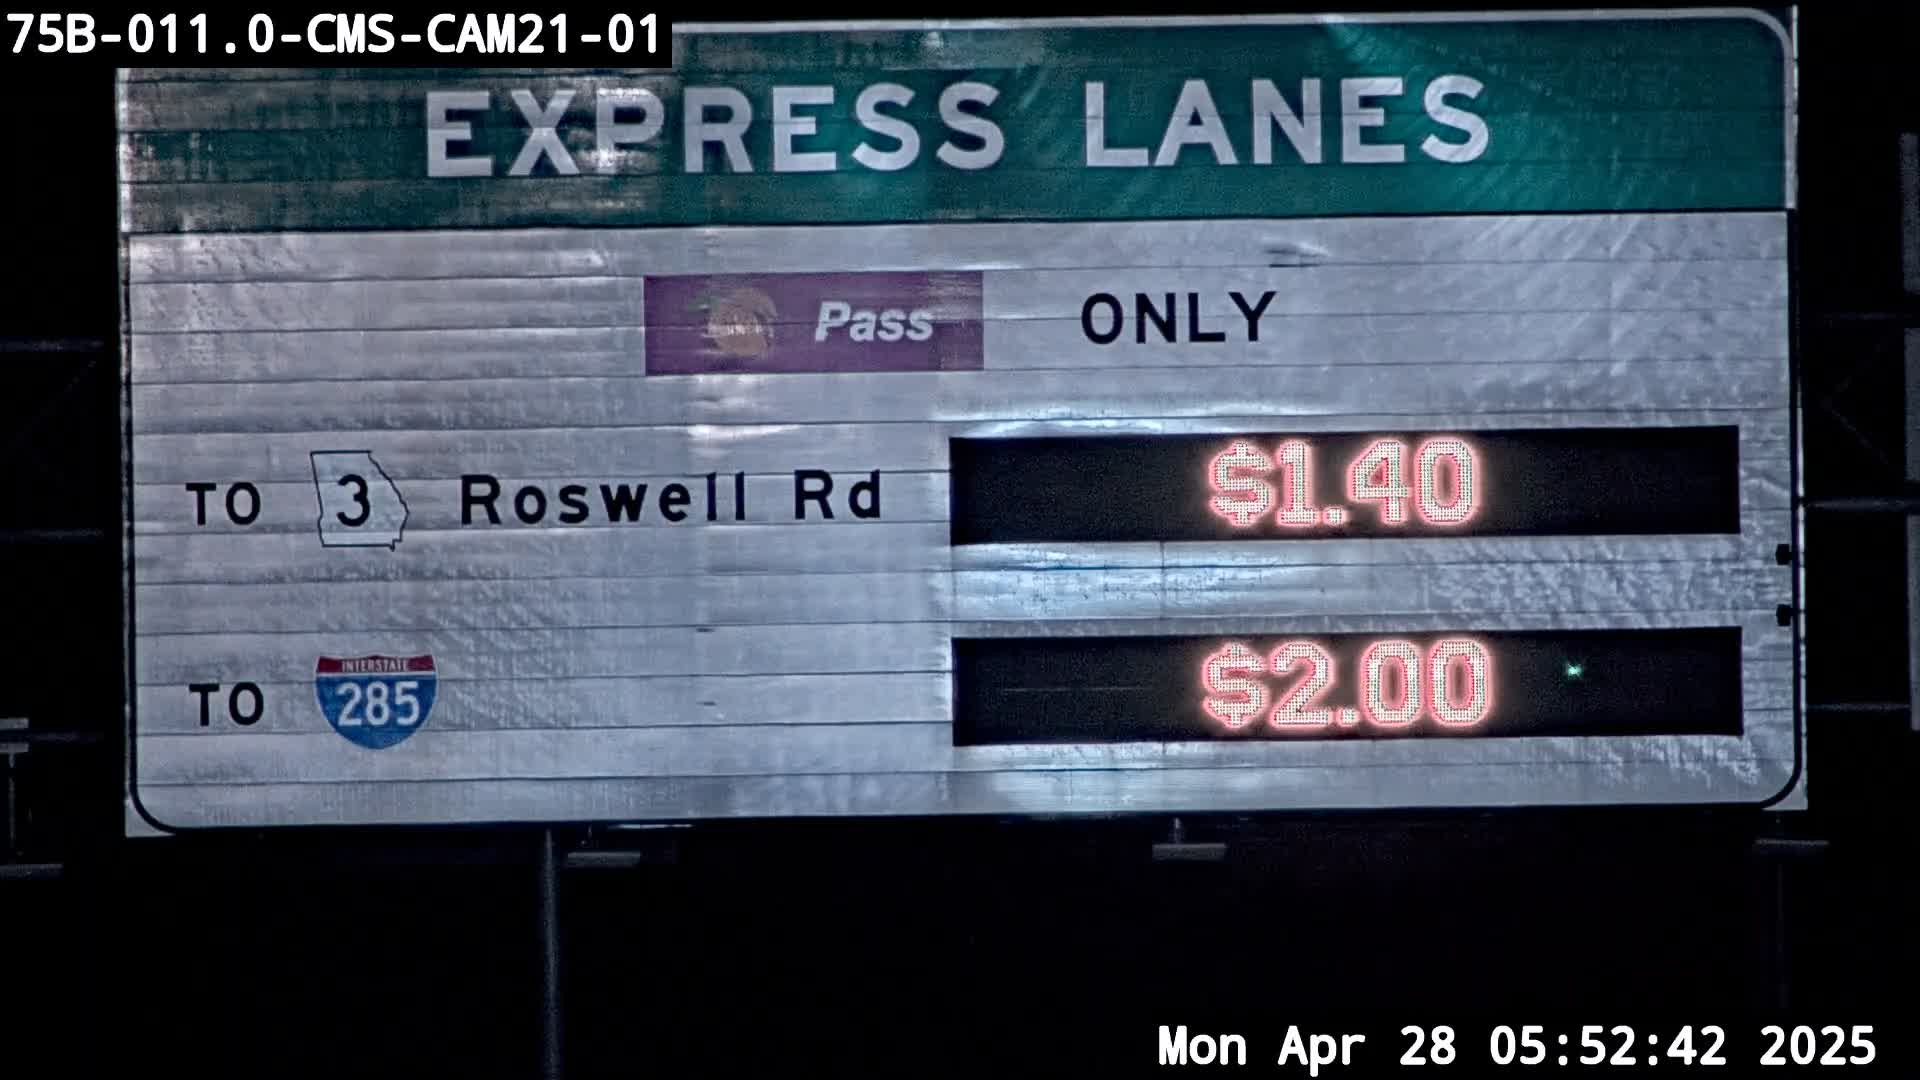 75B-011.0-CMS-CAM21-01
EXPRESS LANES
Pass ONLY
TO 3 Roswell Rd $1.40
TO INTERSTATE 285 $2.00
Mon Apr 28 05:52:42 2025